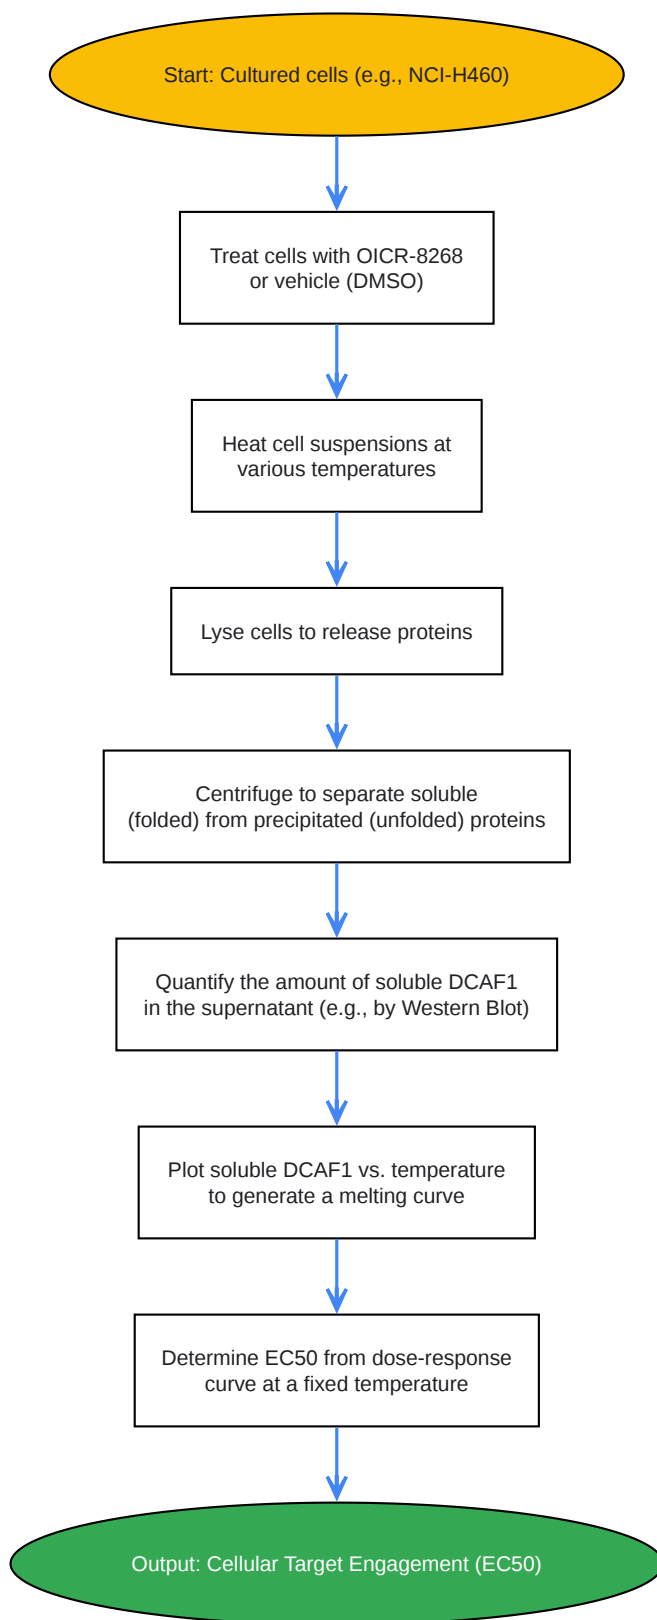 Start: Cultured cells (e.g., NCI-H460)
Treat cells with OICR-8268
or vehicle (DMSO)
Heat cell suspensions at
various temperatures
Lyse cells to release proteins
Centrifuge to separate soluble
(folded) from precipitated (unfolded) proteins
Quantify the amount of soluble DCAF1
in the supernatant (e.g., by Western Blot)
Plot soluble DCAF1 vs. temperature
to generate a melting curve
Determine EC50 from dose-response
curve at a fixed temperature
Output: Cellular Target Engagement (EC50)